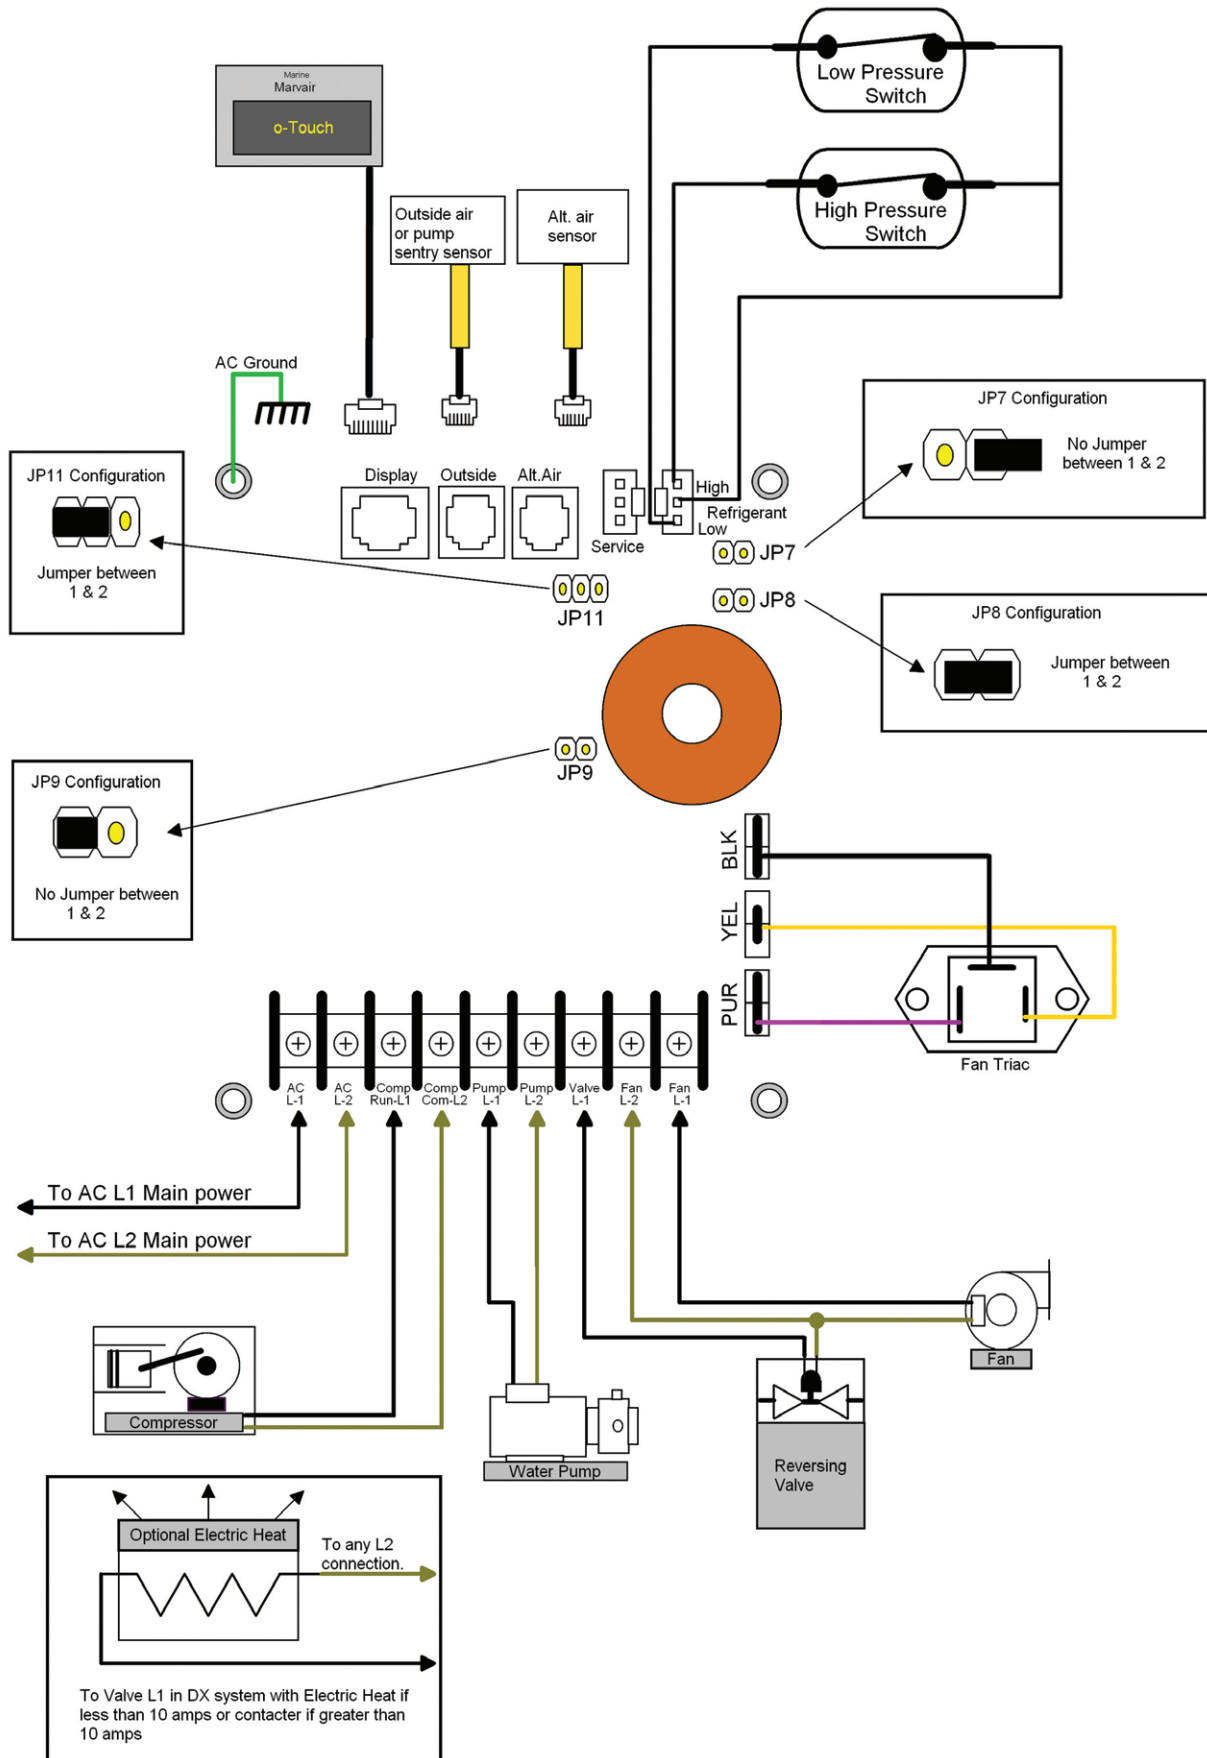 Low Pressure
Switch
Marine
Marvair
o-Touch
High Pressure
Switch
Outside air
or pump
sentry sensor
Alt. air
sensor
AC Ground
JP7 Configuration
No Jumper
between 1 & 2
JP11 Configuration
Jumper between
1 & 2
Display
Outside
Alt.Air
High
Refrigerant
Low
Service
JP7
JP8
JP11
JP8 Configuration
Jumper between
1 & 2
JP9
JP9 Configuration
No Jumper between
1 & 2
BLK
YEL
PUR
Fan Triac
AC
L-1
AC
L-2
Comp
Run-L1
Comp
Com-L2
Pump
L-1
Pump
L-2
Valve
L-1
Fan
L-2
Fan
L-1
To AC L1 Main power
To AC L2 Main power
Fan
Compressor
Water Pump
Reversing
Valve
Optional Electric Heat
To any L2
connection.
To Valve L1 in DX system with Electric Heat if
less than 10 amps or contacter if greater than
10 amps